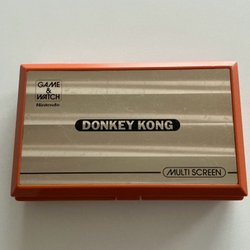 GAME
&
WATCH
Nintendo
DONKEY KONG
MULTI SCREEN